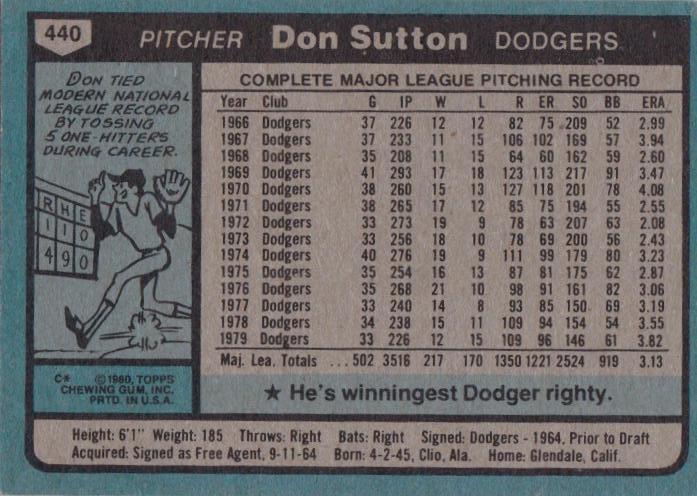 440 PITCHER Don Sutton DODGERS
DON TIED
MODERN NATIONAL
LEAGUE RECORD
BY TOSSING
5 ONE-HITTERS
DURING CAREER.
R H E
1 1 0
4 9 0
C* ©1980, TOPPS
CHEWING GUM, INC.
PRTD. IN U.S.A.
COMPLETE MAJOR LEAGUE PITCHING RECORD
Year Club G IP W L R ER SO BB ERA
1966 Dodgers 37 226 12 12 82 75 209 52 2.99
1967 Dodgers 37 233 11 15 106 102 169 57 3.94
1968 Dodgers 35 208 11 15 64 60 162 59 2.60
1969 Dodgers 41 293 17 18 123 113 217 91 3.47
1970 Dodgers 38 260 15 13 127 118 201 78 4.08
1971 Dodgers 38 265 17 12 85 75 194 55 2.55
1972 Dodgers 33 273 19 9 78 63 207 63 2.08
1973 Dodgers 33 256 18 10 78 69 200 56 2.43
1974 Dodgers 40 276 19 9 111 99 179 80 3.23
1975 Dodgers 35 254 16 13 87 81 175 62 2.87
1976 Dodgers 35 268 21 10 98 91 161 82 3.06
1977 Dodgers 33 240 14 8 93 85 150 69 3.19
1978 Dodgers 34 238 15 11 109 94 154 54 3.55
1979 Dodgers 33 226 12 15 109 96 146 61 3.82
Maj. Lea. Totals ... 502 3516 217 170 1350 1221 2524 919 3.13
★ He's winningest Dodger righty.
Height: 6'1" Weight: 185 Throws: Right Bats: Right Signed: Dodgers - 1964, Prior to Draft
Acquired: Signed as Free Agent, 9-11-64 Born: 4-2-45, Clio, Ala. Home: Glendale, Calif.